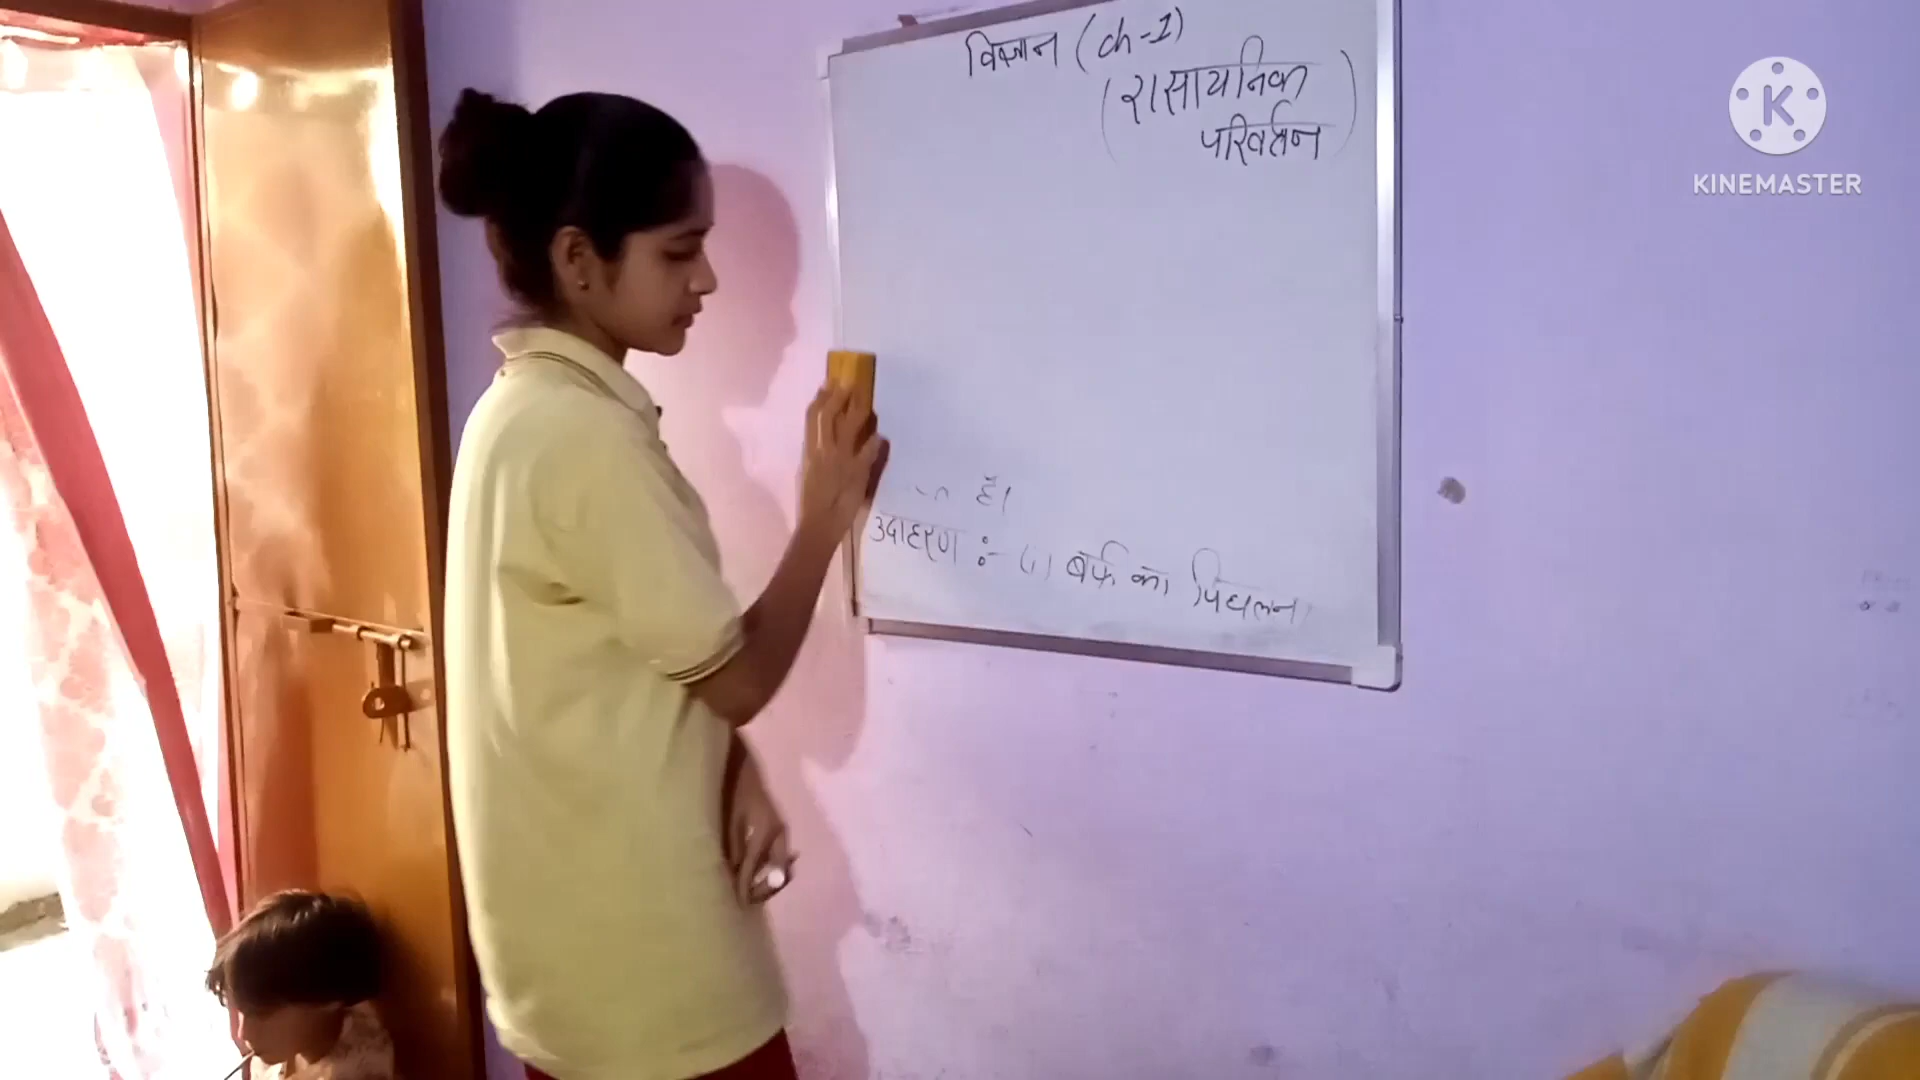 विज्ञान (ch-1)
(रासायनिक
परिवर्तन)
है।
उदाहरण :- (1) बर्फ का पिघलना
KINEMASTER